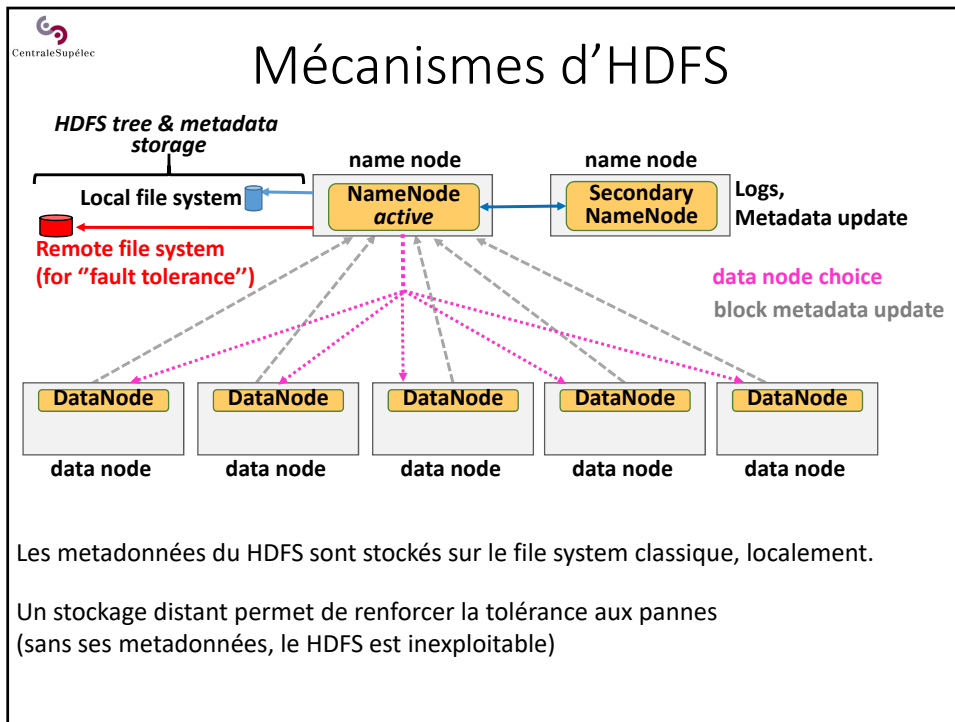 CentraleSupélec
Mécanismes d’HDFS
HDFS tree & metadata
storage
name node
name node
Local file system
NameNode
active
Secondary
NameNode
Logs,
Metadata update
Remote file system
(for ‘‘fault tolerance’’)
data node choice
block metadata update
DataNode
DataNode
DataNode
DataNode
DataNode
data node
data node
data node
data node
data node
Les metadonnées du HDFS sont stockés sur le file system classique, localement.
Un stockage distant permet de renforcer la tolérance aux pannes
(sans ses metadonnées, le HDFS est inexploitable)